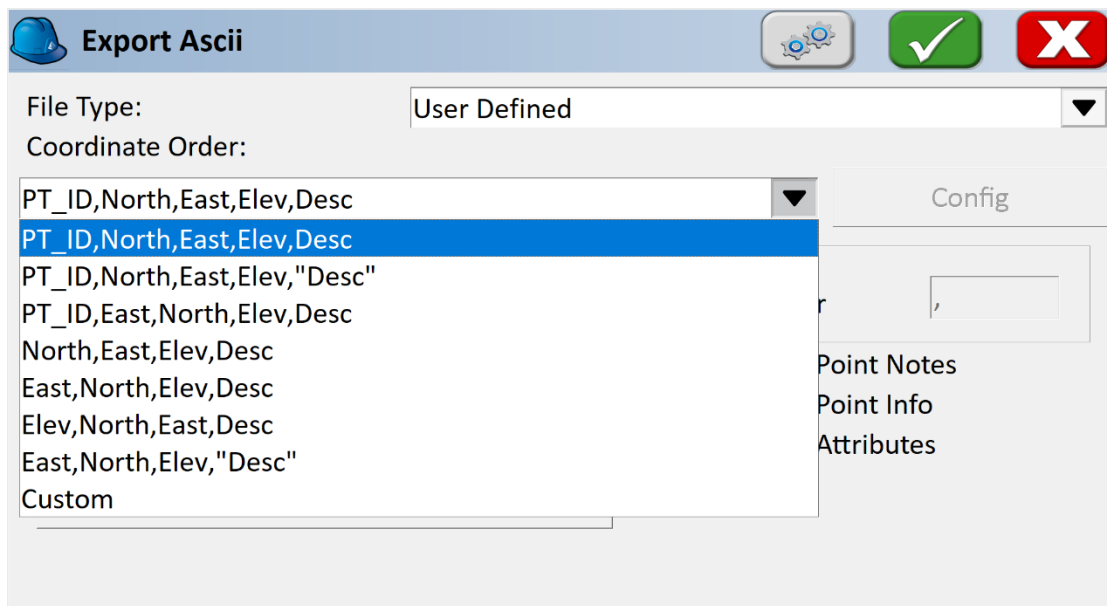 Export Ascii
File Type:
User Defined
Coordinate Order:
PT_ID,North,East,Elev,Desc
Config
PT_ID,North,East,Elev,Desc
PT_ID,North,East,Elev,"Desc"
PT_ID,East,North,Elev,Desc
r ,
North,East,Elev,Desc
Point Notes
East,North,Elev,Desc
Point Info
Elev,North,East,Desc
Attributes
East,North,Elev,"Desc"
Custom